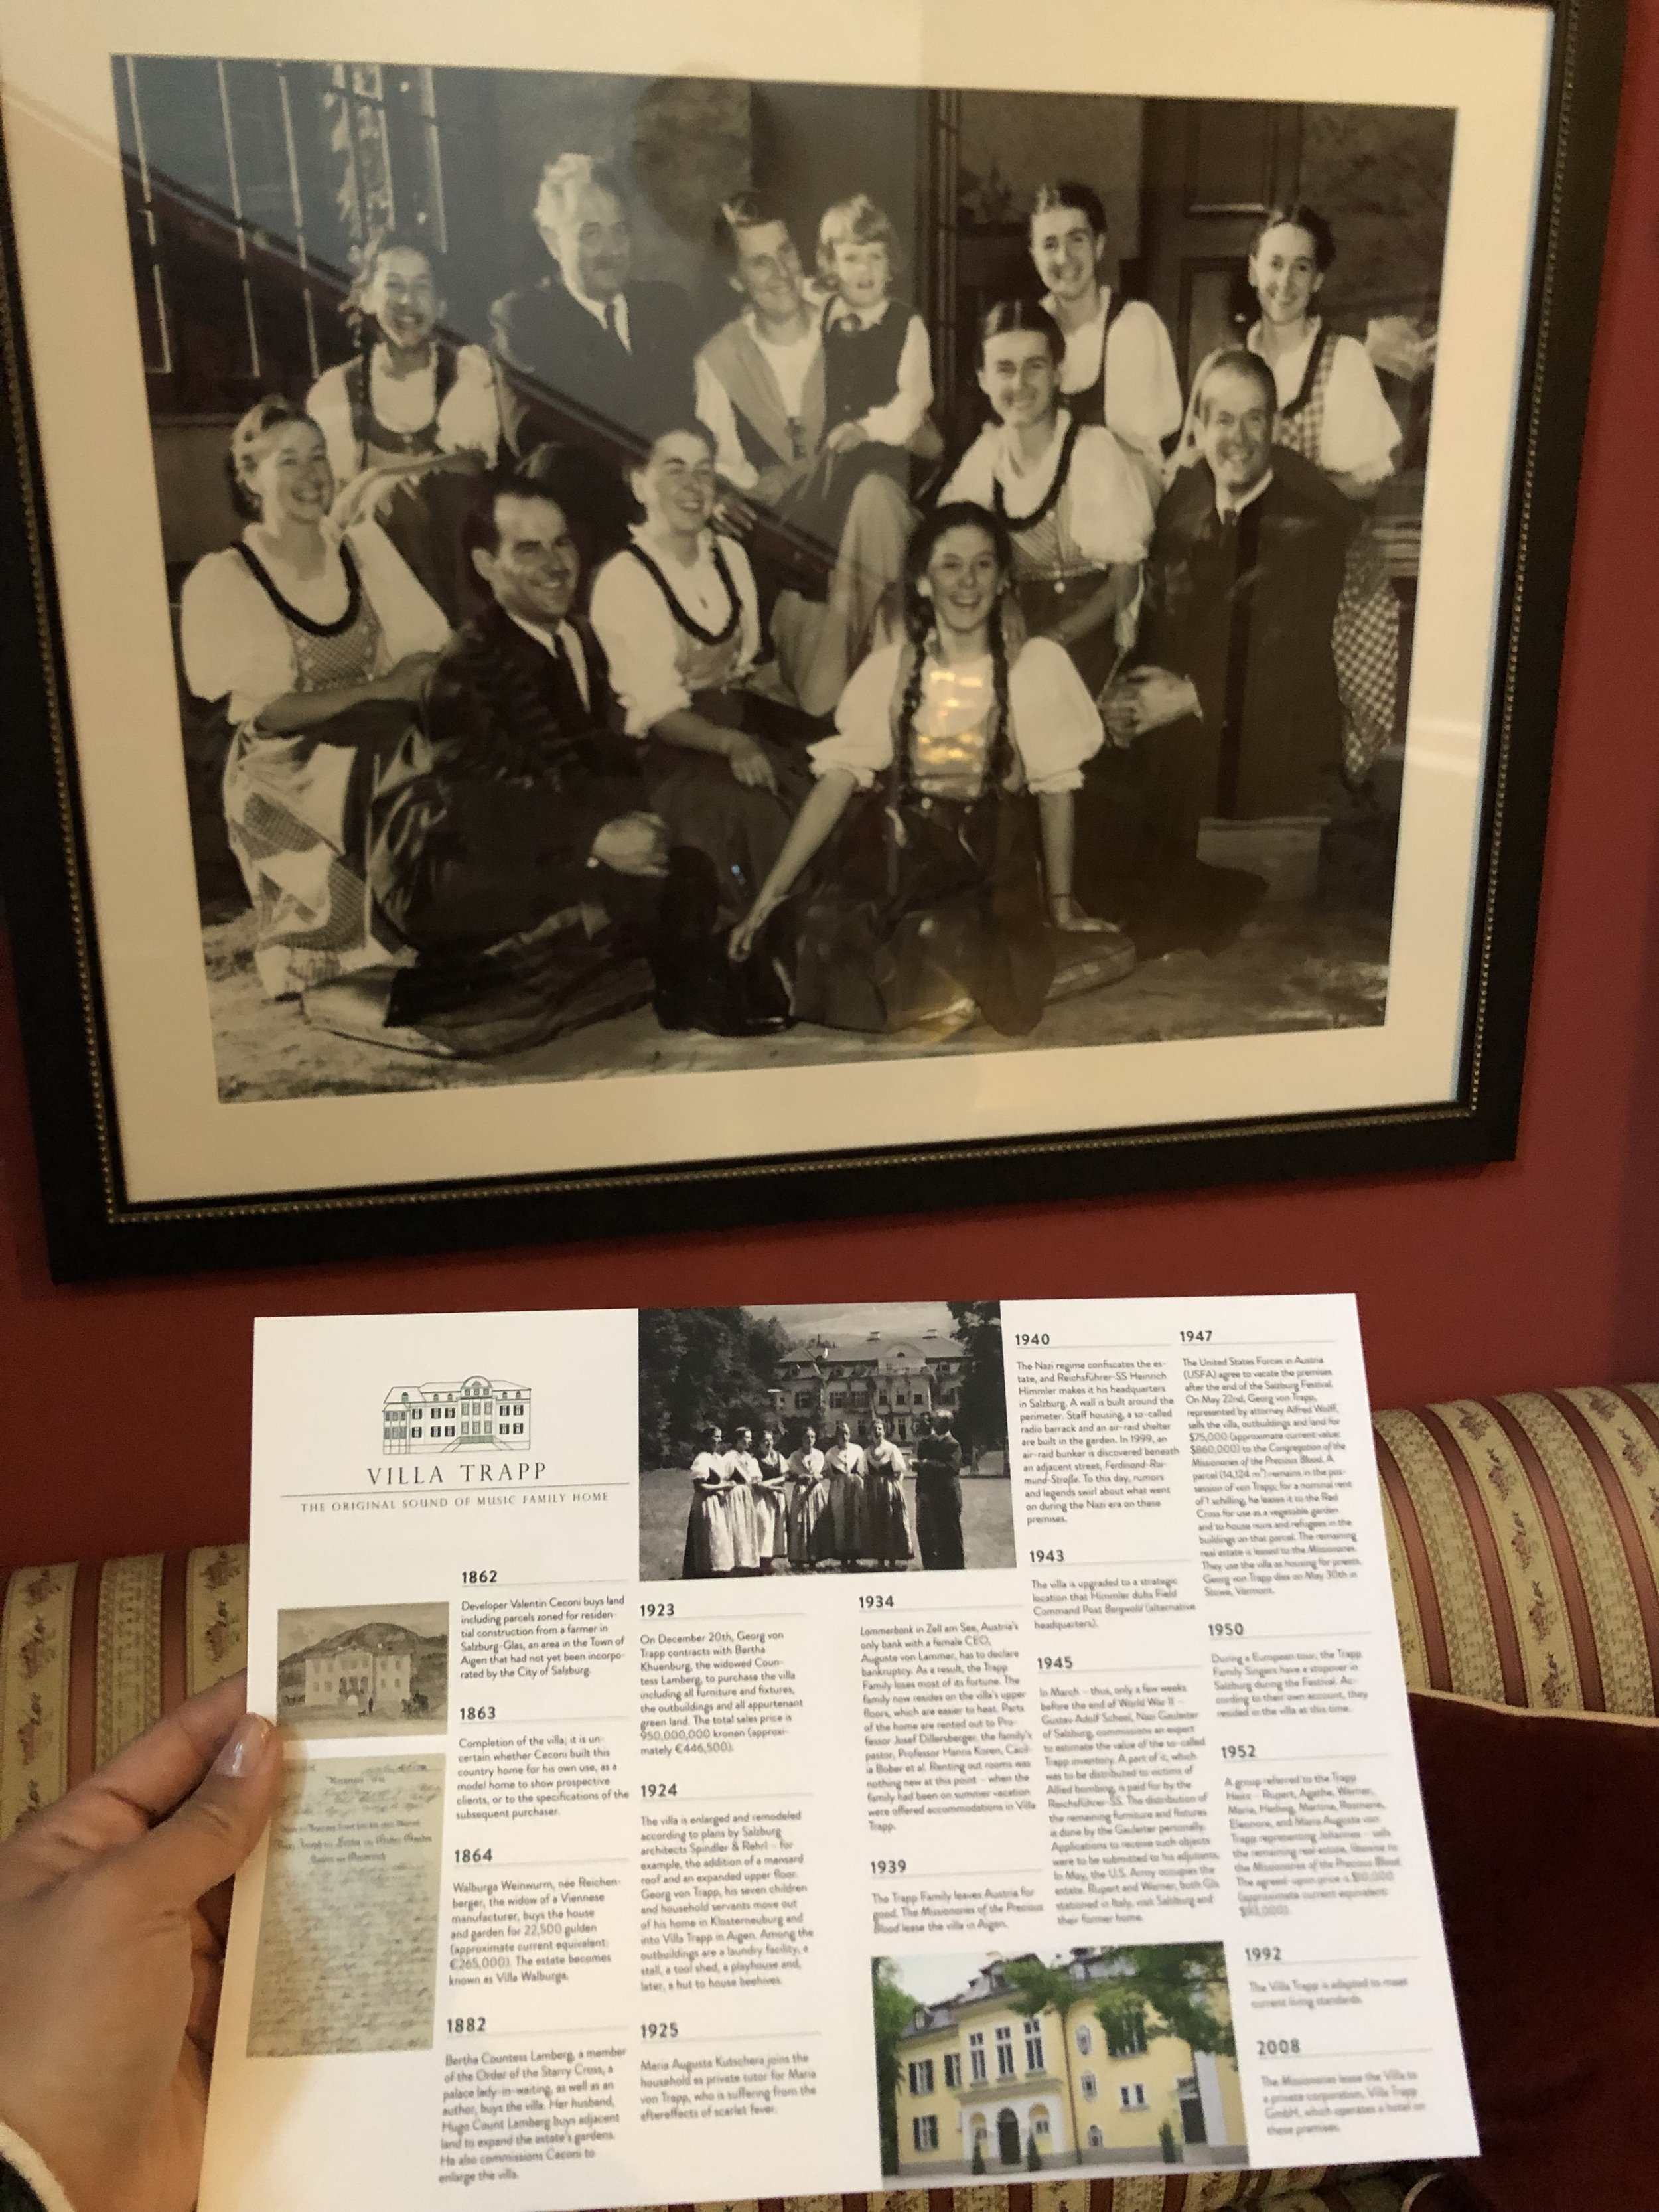 VILLA TRAPP
THE ORIGINAL SOUND OF MUSIC FAMILY HOME
1862
Developer Valentin Ceconi buys land
including parcels zoned for residen-
tial construction from a farmer in
Salzburg-Glas, an area in the Town of
Aigen that had not yet been incorpo-
rated by the City of Salzburg.
1863
Completion of the villa; it is un-
certain whether Ceconi built this
country home for his own use, as a
model home to show prospective
clients, or to the specifications of the
subsequent purchaser.
1864
Walburga Weinwurm, née Reichen-
berger, the widow of a Viennese
manufacturer, buys the house
and garden for 22,500 gulden
(approximate current equivalent:
€265,000). The estate becomes
known as Villa Walburga.
1882
Bertha Countess Lamberg, a member
of the Order of the Starry Cross, a
palace lady-in-waiting, as well as an
author, buys the villa. Her husband,
Hugo Count Lamberg buys adjacent
land to expand the estate's gardens.
He also commissions Ceconi to
enlarge the villa.
1923
On December 20th, Georg von
Trapp contracts with Bertha
Khuenburg, the widowed Coun-
tess Lamberg, to purchase the villa
including all furniture and fixtures,
the outbuildings and all appurtenant
green land. The total sales price is
950,000,000 kronen (approxi-
mately €446,500).
1924
The villa is enlarged and remodeled
according to plans by Salzburg
architects Spindler & Rehrl – for
example, the addition of a mansard
roof and an expanded upper floor.
Georg von Trapp, his seven children
and household servants move out
of his home in Klosterneuburg and
into Villa Trapp in Aigen. Among the
outbuildings are a laundry facility, a
stall, a tool shed, a playhouse and,
later, a hut to house beehives.
1925
Maria Augusta Kutschera joins the
household as private tutor for Maria
von Trapp, who is suffering from the
aftereffects of scarlet fever.
1934
Lammerbank in Zell am See, Austria's
only bank with a female CEO,
Auguste von Lammer, has to declare
bankruptcy. As a result, the Trapp
Family loses most of its fortune. The
family now resides on the villa's upper
floors, which are easier to heat. Parts
of the home are rented out to Pro-
fessor Josef Dillersberger, the family's
pastor, Professor Hanns Koren, Cäcil-
ia Bober et al. Renting out rooms was
nothing new at this point – when the
family had been on summer vacation
were offered accommodations in Villa
Trapp.
1939
The Trapp Family leaves Austria for
good. The Missionaries of the Precious
Blood lease the villa in Aigen.
1940
The Nazi regime confiscates the es-
tate, and Reichsführer-SS Heinrich
Himmler makes it his headquarters
in Salzburg. A wall is built around the
perimeter. Staff housing, a so-called
radio barrack and an air-raid shelter
are built in the garden. In 1999, an
air-raid bunker is discovered beneath
an adjacent street, Ferdinand-Rai-
mund-Straße. To this day, rumors
and legends swirl about what went
on during the Nazi era on these
premises.
1943
The villa is upgraded to a strategic
location that Himmler dubs Field
Command Post Bergwald (alternative
headquarters).
1945
In March – thus, only a few weeks
before the end of World War II –
Gustav Adolf Scheel, Nazi Gauleiter
of Salzburg, commissions an expert
to estimate the value of the so-called
Trapp inventory. A part of it, which
was to be distributed to victims of
Allied bombing, is paid for by the
Reichsführer-SS. The distribution of
the remaining furniture and fixtures
is done by the Gauleiter personally.
Applications to receive such objects
were to be submitted to his adjutants.
In May, the U.S. Army occupies the
estate. Rupert and Werner, both GIs
stationed in Italy, visit Salzburg and
their former home.
1947
The United States Forces in Austria
(USFA) agree to vacate the premises
after the end of the Salzburg Festival.
On May 22nd, Georg von Trapp,
represented by attorney Alfred Wolff,
sells the villa, outbuildings and land for
$75,000 (approximate current value:
$860,000) to the Congregation of the
Missionaries of the Precious Blood. A
parcel (14,124 m²) remains in the pos-
session of von Trapp; for a nominal rent
of 1 schilling, he leases it to the Red
Cross for use as a vegetable garden
and to house nuns and refugees in the
buildings on that parcel. The remaining
real estate is leased to the Missionaries.
They use the villa as housing for priests.
Georg von Trapp dies on May 30th in
Stowe, Vermont.
1950
During a European tour, the Trapp
Family Singers have a stopover in
Salzburg during the Festival. Ac-
cording to their own account, they
resided in the villa at this time.
1952
A group referred to the Trapp
Heirs – Rupert, Agathe, Werner,
Maria, Hedwig, Martina, Rosmarie,
Eleonore, and Maria Augusta von
Trapp representing Johannes – sells
the remaining real estate, likewise to
the Missionaries of the Precious Blood.
The agreed-upon price is $10,000
(approximate current equivalent:
1992
The Villa Trapp is adapted to meet
current living standards.
2008
The Missionaries lease the Villa to
a private corporation, Villa Trapp
GmbH, which operates a hotel on
these premises.